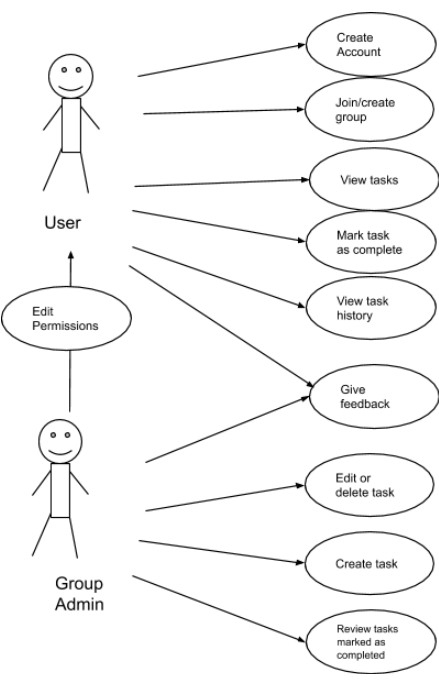 Create
Account
Join/create
group
View tasks
User
Mark task
as complete
Edit
Permissions
View task
history
Give
feedback
Edit or
delete task
Group
Admin
Create task
Review tasks
marked as
completed